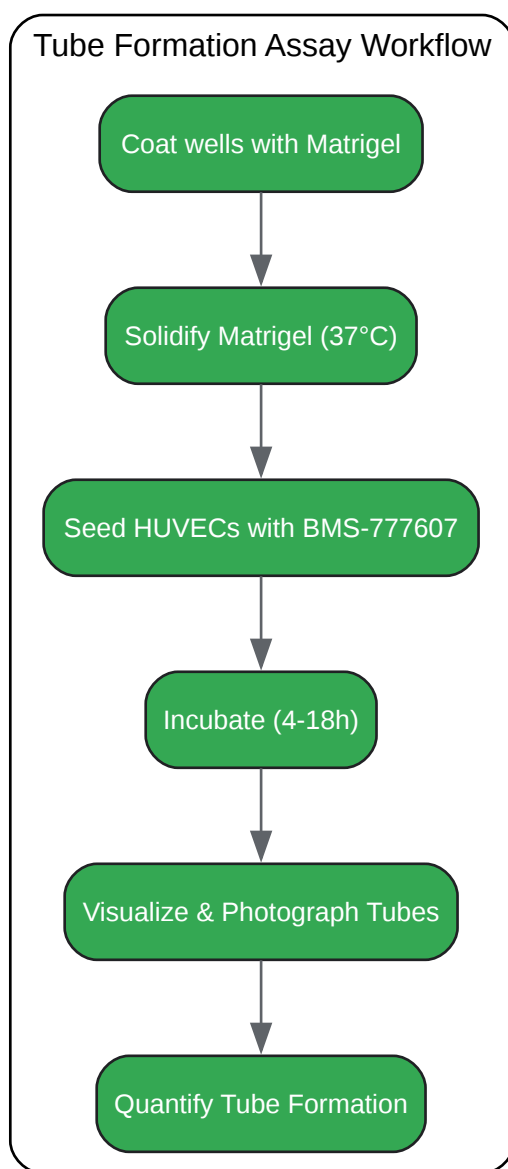 Tube Formation Assay Workflow
Coat wells with Matrigel
Solidify Matrigel (37°C)
Seed HUVECs with BMS-777607
Incubate (4-18h)
Visualize & Photograph Tubes
Quantify Tube Formation